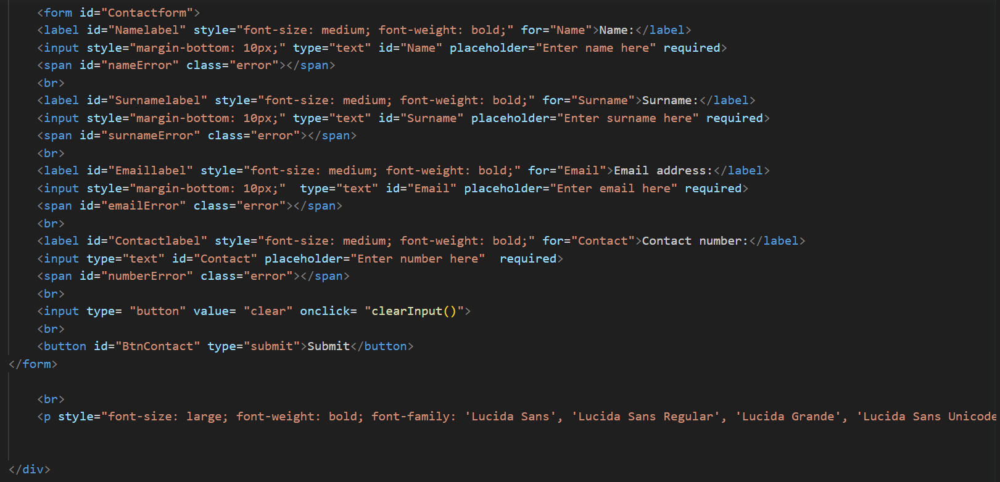 <form id="Contactform">
<label id="Namelabel" style="font-size: medium; font-weight: bold;" for="Name">Name:</label>
<input style="margin-bottom: 10px;" type="text" id="Name" placeholder="Enter name here" required>
<span id="nameError" class="error"></span>
<br>
<label id="Surnamelabel" style="font-size: medium; font-weight: bold;" for="Surname">Surname:</label>
<input style="margin-bottom: 10px;" type="text" id="Surname" placeholder="Enter surname here" required>
<span id="surnameError" class="error"></span>
<br>
<label id="Emaillabel" style="font-size: medium; font-weight: bold;" for="Email">Email address:</label>
<input style="margin-bottom: 10px;"  type="text" id="Email" placeholder="Enter email here" required>
<span id="emailError" class="error"></span>
<br>
<label id="Contactlabel" style="font-size: medium; font-weight: bold;" for="Contact">Contact number:</label>
<input type="text" id="Contact" placeholder="Enter number here"  required>
<span id="numberError" class="error"></span>
<br>
<input type= "button" value= "clear" onclick= "clearInput()">
<br>
<button id="BtnContact" type="submit">Submit</button>
</form>
<br>
<p style="font-size: large; font-weight: bold; font-family: 'Lucida Sans', 'Lucida Sans Regular', 'Lucida Grande', 'Lucida Sans Unicode
</div>